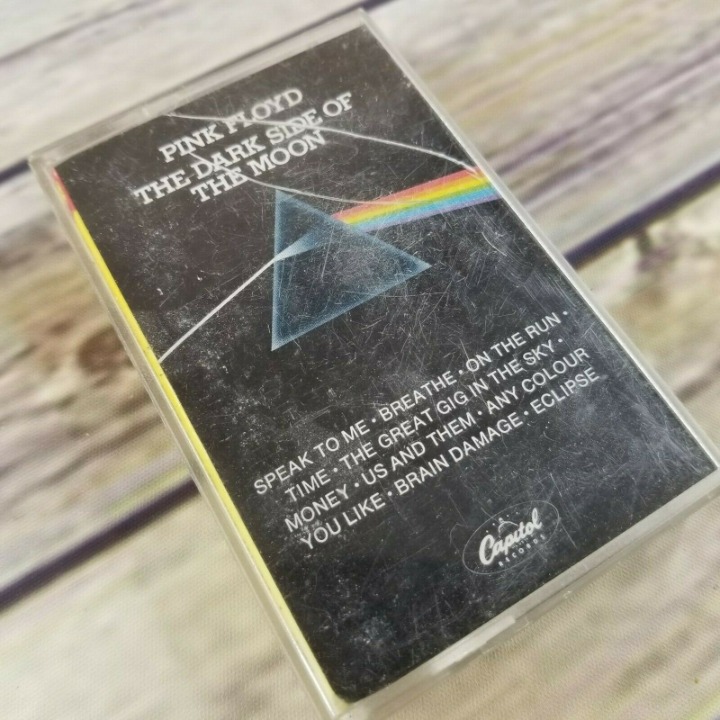 PINK FLOYD
THE DARK SIDE OF
THE MOON
SPEAK TO ME • BREATHE • ON THE RUN •
TIME • THE GREAT GIG IN THE SKY •
MONEY • US AND THEM • ANY COLOUR
YOU LIKE • BRAIN DAMAGE • ECLIPSE
Capitol
RECORDS